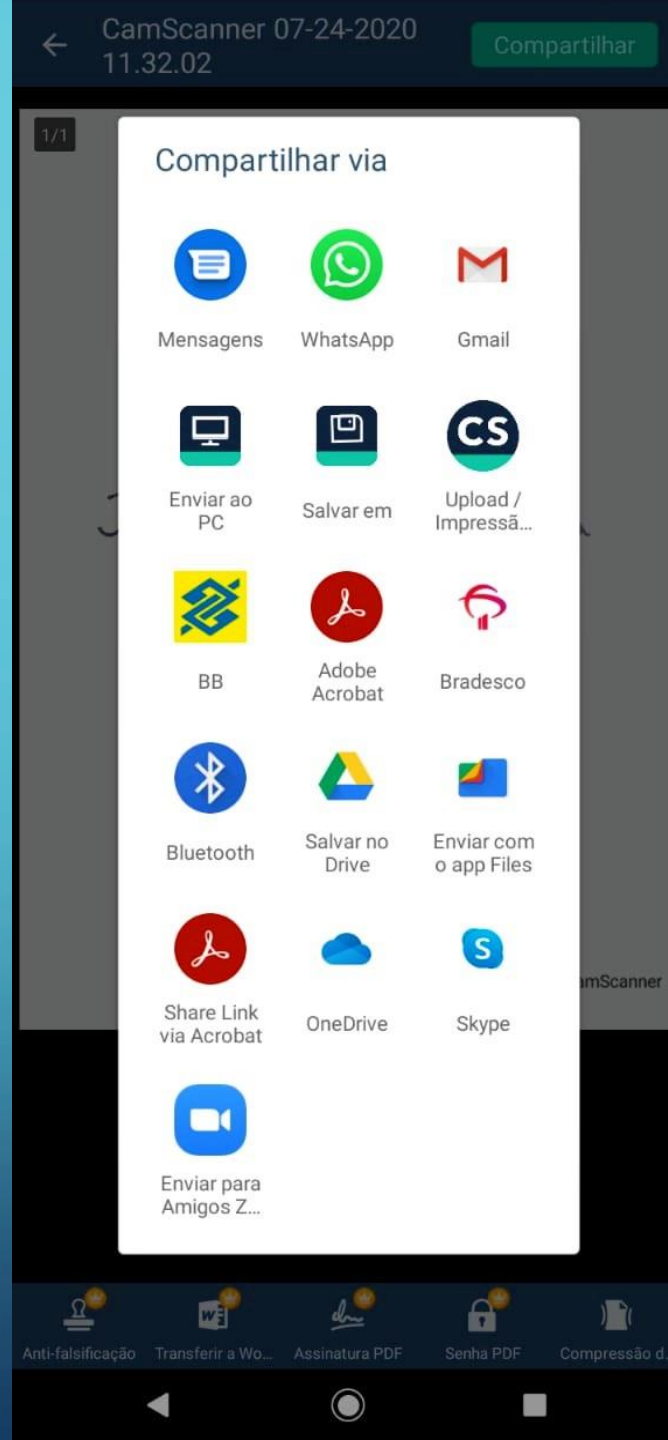 CamScanner 07-24-2020
11.32.02
Compartilhar
1/1
Compartilhar via
Mensagens
WhatsApp
Gmail
Enviar ao
PC
Salvar em
CS
Upload /
Impressã...
BB
Adobe
Acrobat
Bradesco
Bluetooth
Salvar no
Drive
Enviar com
o app Files
Share Link
via Acrobat
OneDrive
S
Skype
amScanner
Enviar para
Amigos Z...
W
Anti-falsificação
Transferir a Wo...
Assinatura PDF
Senha PDF
Compressão d.